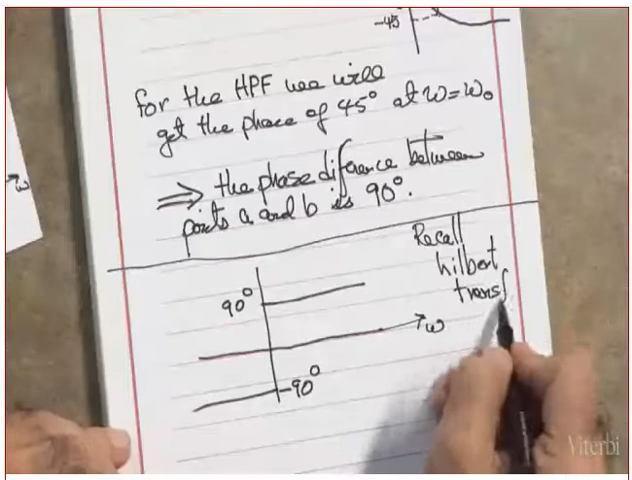 -45
for the HPF we will
get the phase of 45° at ω=ω₀
⟹ the phase diference between
points a and b is 90°.
Recall
hilbert
transf
90°
ω
-90°
ω
Viterbi